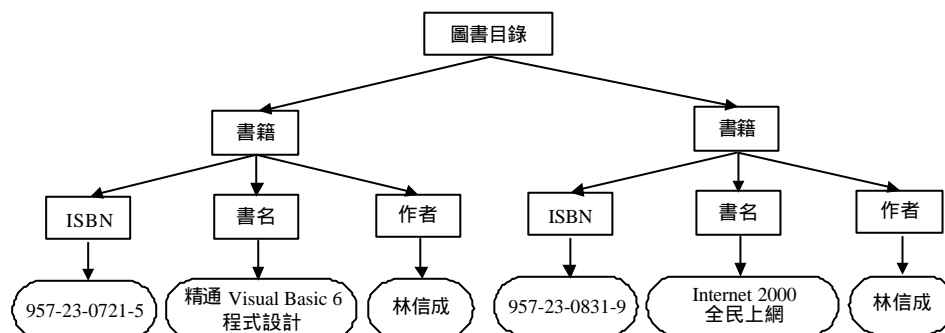 圖書目錄
書籍
書籍
ISBN
書名
作者
ISBN
書名
作者
957-23-0721-5
精通 Visual Basic 6
程式設計
林信成
957-23-0831-9
Internet 2000
全民上網
林信成